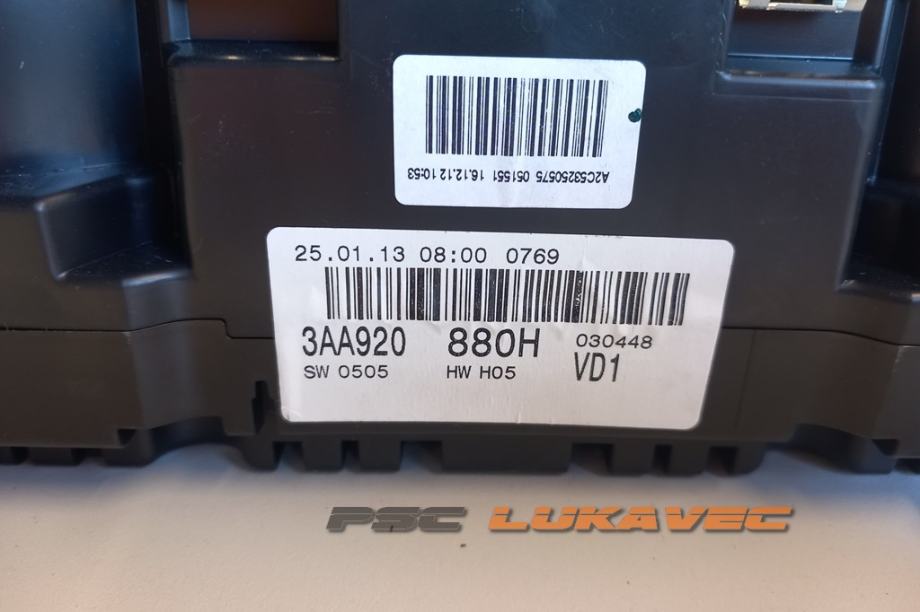 A2C53250575 051551 16.12.12 10:53
25.01.13 08:00 0769
3AA920 880H 030448
SW 0505 HW H05 VD1
PSC LUKAVEC